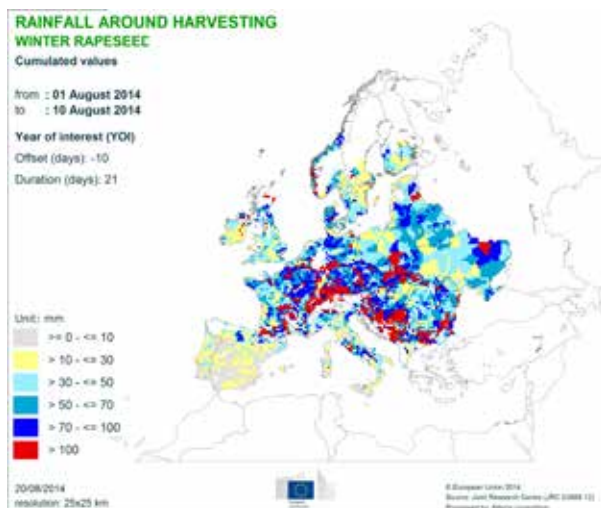 RAINFALL AROUND HARVESTING
WINTER RAPESEED
Cumulated values
from : 01 August 2014
to : 10 August 2014
Year of interest (YOI)
Offset (days): -10
Duration (days): 21
Unit: mm
>= 0 - <= 10
> 10 - <= 30
> 30 - <= 50
> 50 - <= 70
> 70 - <= 100
> 100
20/08/2014
resolution: 25x25 km
© European Union 2014
Source: Joint Research Centre